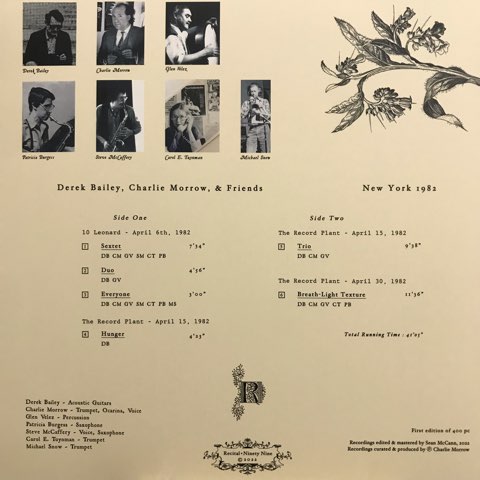 Derek Bailey
Charlie Morrow
Glen Velez
Patricia Burgess
Steve McCaffery
Carol E. Tuynman
Michael Snow
Derek Bailey, Charlie Morrow, & Friends
New York 1982
Side One
10 Leonard - April 6th, 1982
1 Sextet 7'34"
DB CM GV SM CT PB
2 Duo 4'56"
DB GV
3 Everyone 3'00"
DB CM GV SM CT PB MS
The Record Plant - April 15, 1982
4 Hunger 4'23"
DB
Side Two
The Record Plant - April 15, 1982
5 Trio 9'38"
DB CM GV
The Record Plant - April 30, 1982
6 Breath-Light Texture 11'36"
DB CM GV CT PB
Total Running Time : 41'05"
R
Derek Bailey - Acoustic Guitars
Charlie Morrow - Trumpet, Ocarina, Voice
Glen Velez - Percussion
Patricia Burgess - Saxophone
Steve McCaffery - Voice, Saxophone
Carol E. Tuynman - Trumpet
Michael Snow - Trumpet
Recital • Ninety Nine
© 2022
First edition of 400 pc
Recordings edited & mastered by Sean McCann, 2022
Recordings curated & produced by ℗ Charlie Morrow